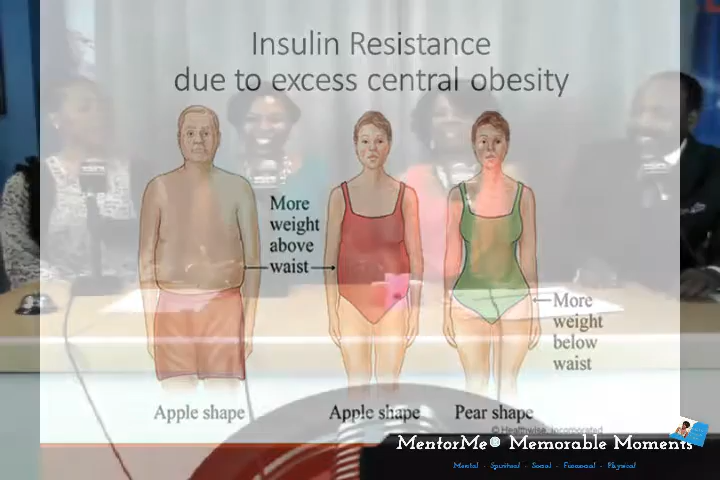 Insulin Resistance
due to excess central obesity
More
weight
above
waist
More
weight
below
waist
Apple shape
Apple shape
Pear shape
© Healthwise, Incorporated
MentorMe® Memorable Moments
Mental - Spiritual - Social - Financial - Physical